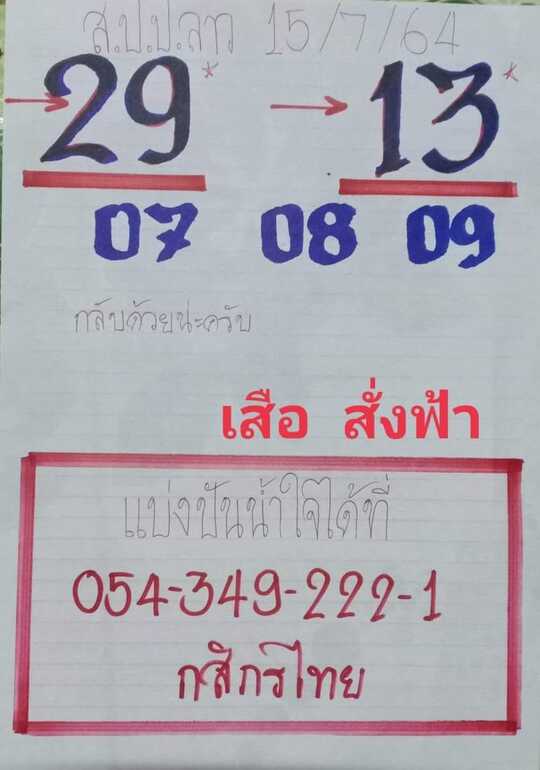 ส.ป.ป.ลาว 15/7/64
→29* →13*
07 08 09
กลับด้วยน่ะครับ
เสือ สั่งฟ้า
แบ่งปันน้ำใจได้ที่
054-349-222-1
กสิกรไทย